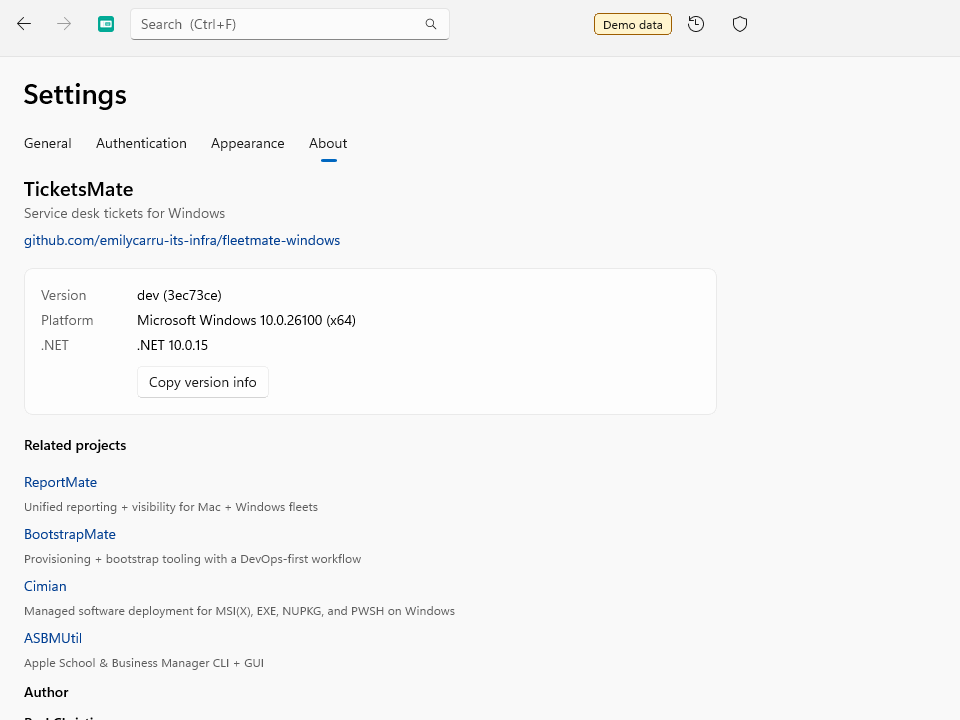 Search (Ctrl+F)
Demo data
Settings
General Authentication Appearance About
TicketsMate
Service desk tickets for Windows
github.com/emilycarru-its-infra/fleetmate-windows
Version dev (3ec73ce)
Platform Microsoft Windows 10.0.26100 (x64)
.NET .NET 10.0.15
Copy version info
Related projects
ReportMate
Unified reporting + visibility for Mac + Windows fleets
BootstrapMate
Provisioning + bootstrap tooling with a DevOps-first workflow
Cimian
Managed software deployment for MSI(X), EXE, NUPKG, and PWSH on Windows
ASBMUtil
Apple School & Business Manager CLI + GUI
Author